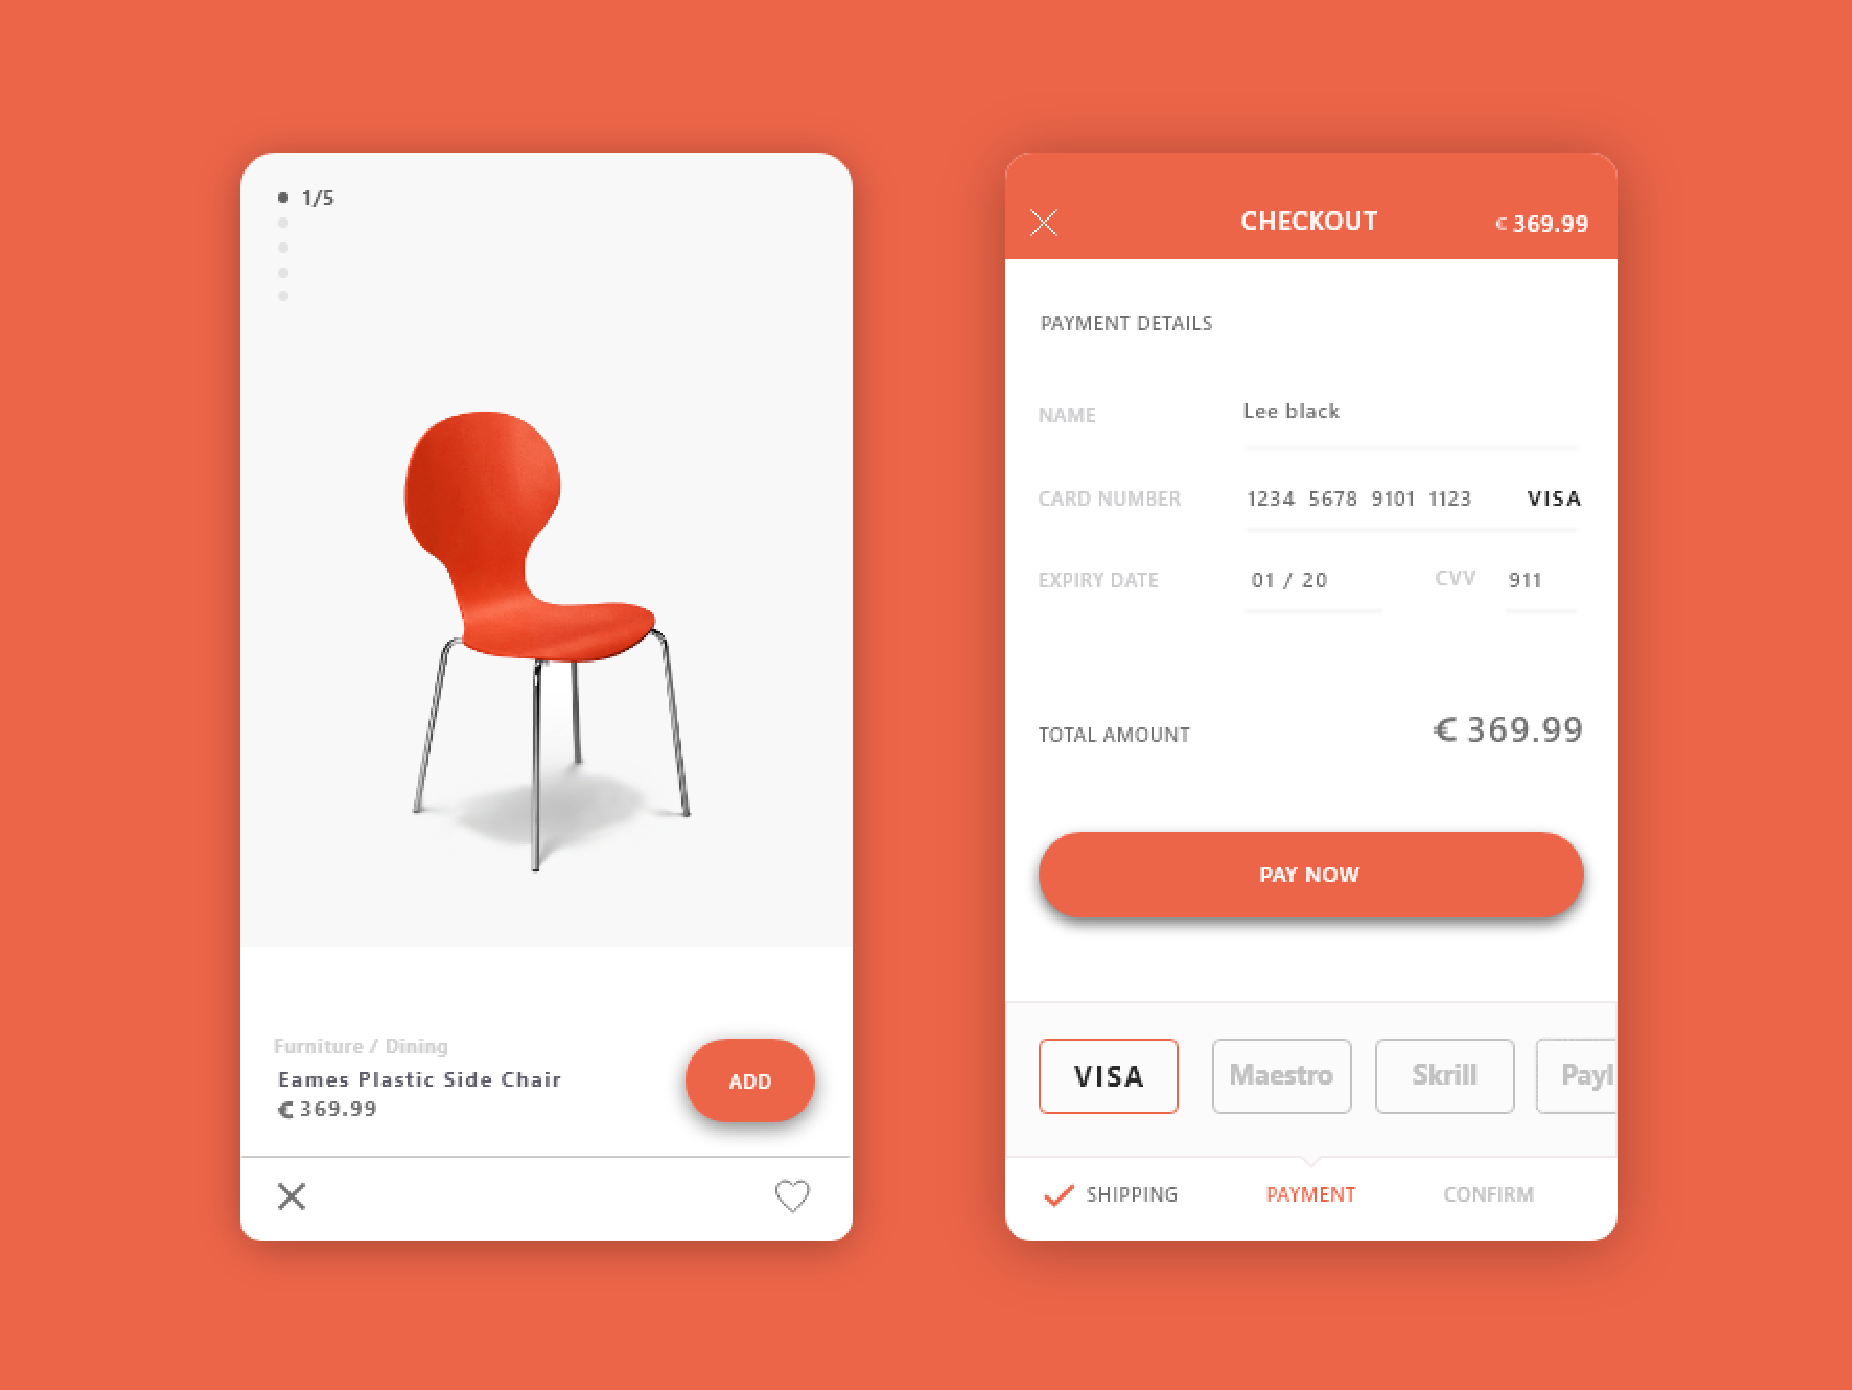 1/5
Furniture / Dining
Eames Plastic Side Chair
€ 369.99
ADD
CHECKOUT
€ 369.99
PAYMENT DETAILS
NAME
Lee black
CARD NUMBER
1234 5678 9101 1123
VISA
EXPIRY DATE
01 / 20
CVV
911
TOTAL AMOUNT
€ 369.99
PAY NOW
VISA
Maestro
Skrill
SHIPPING
PAYMENT
CONFIRM